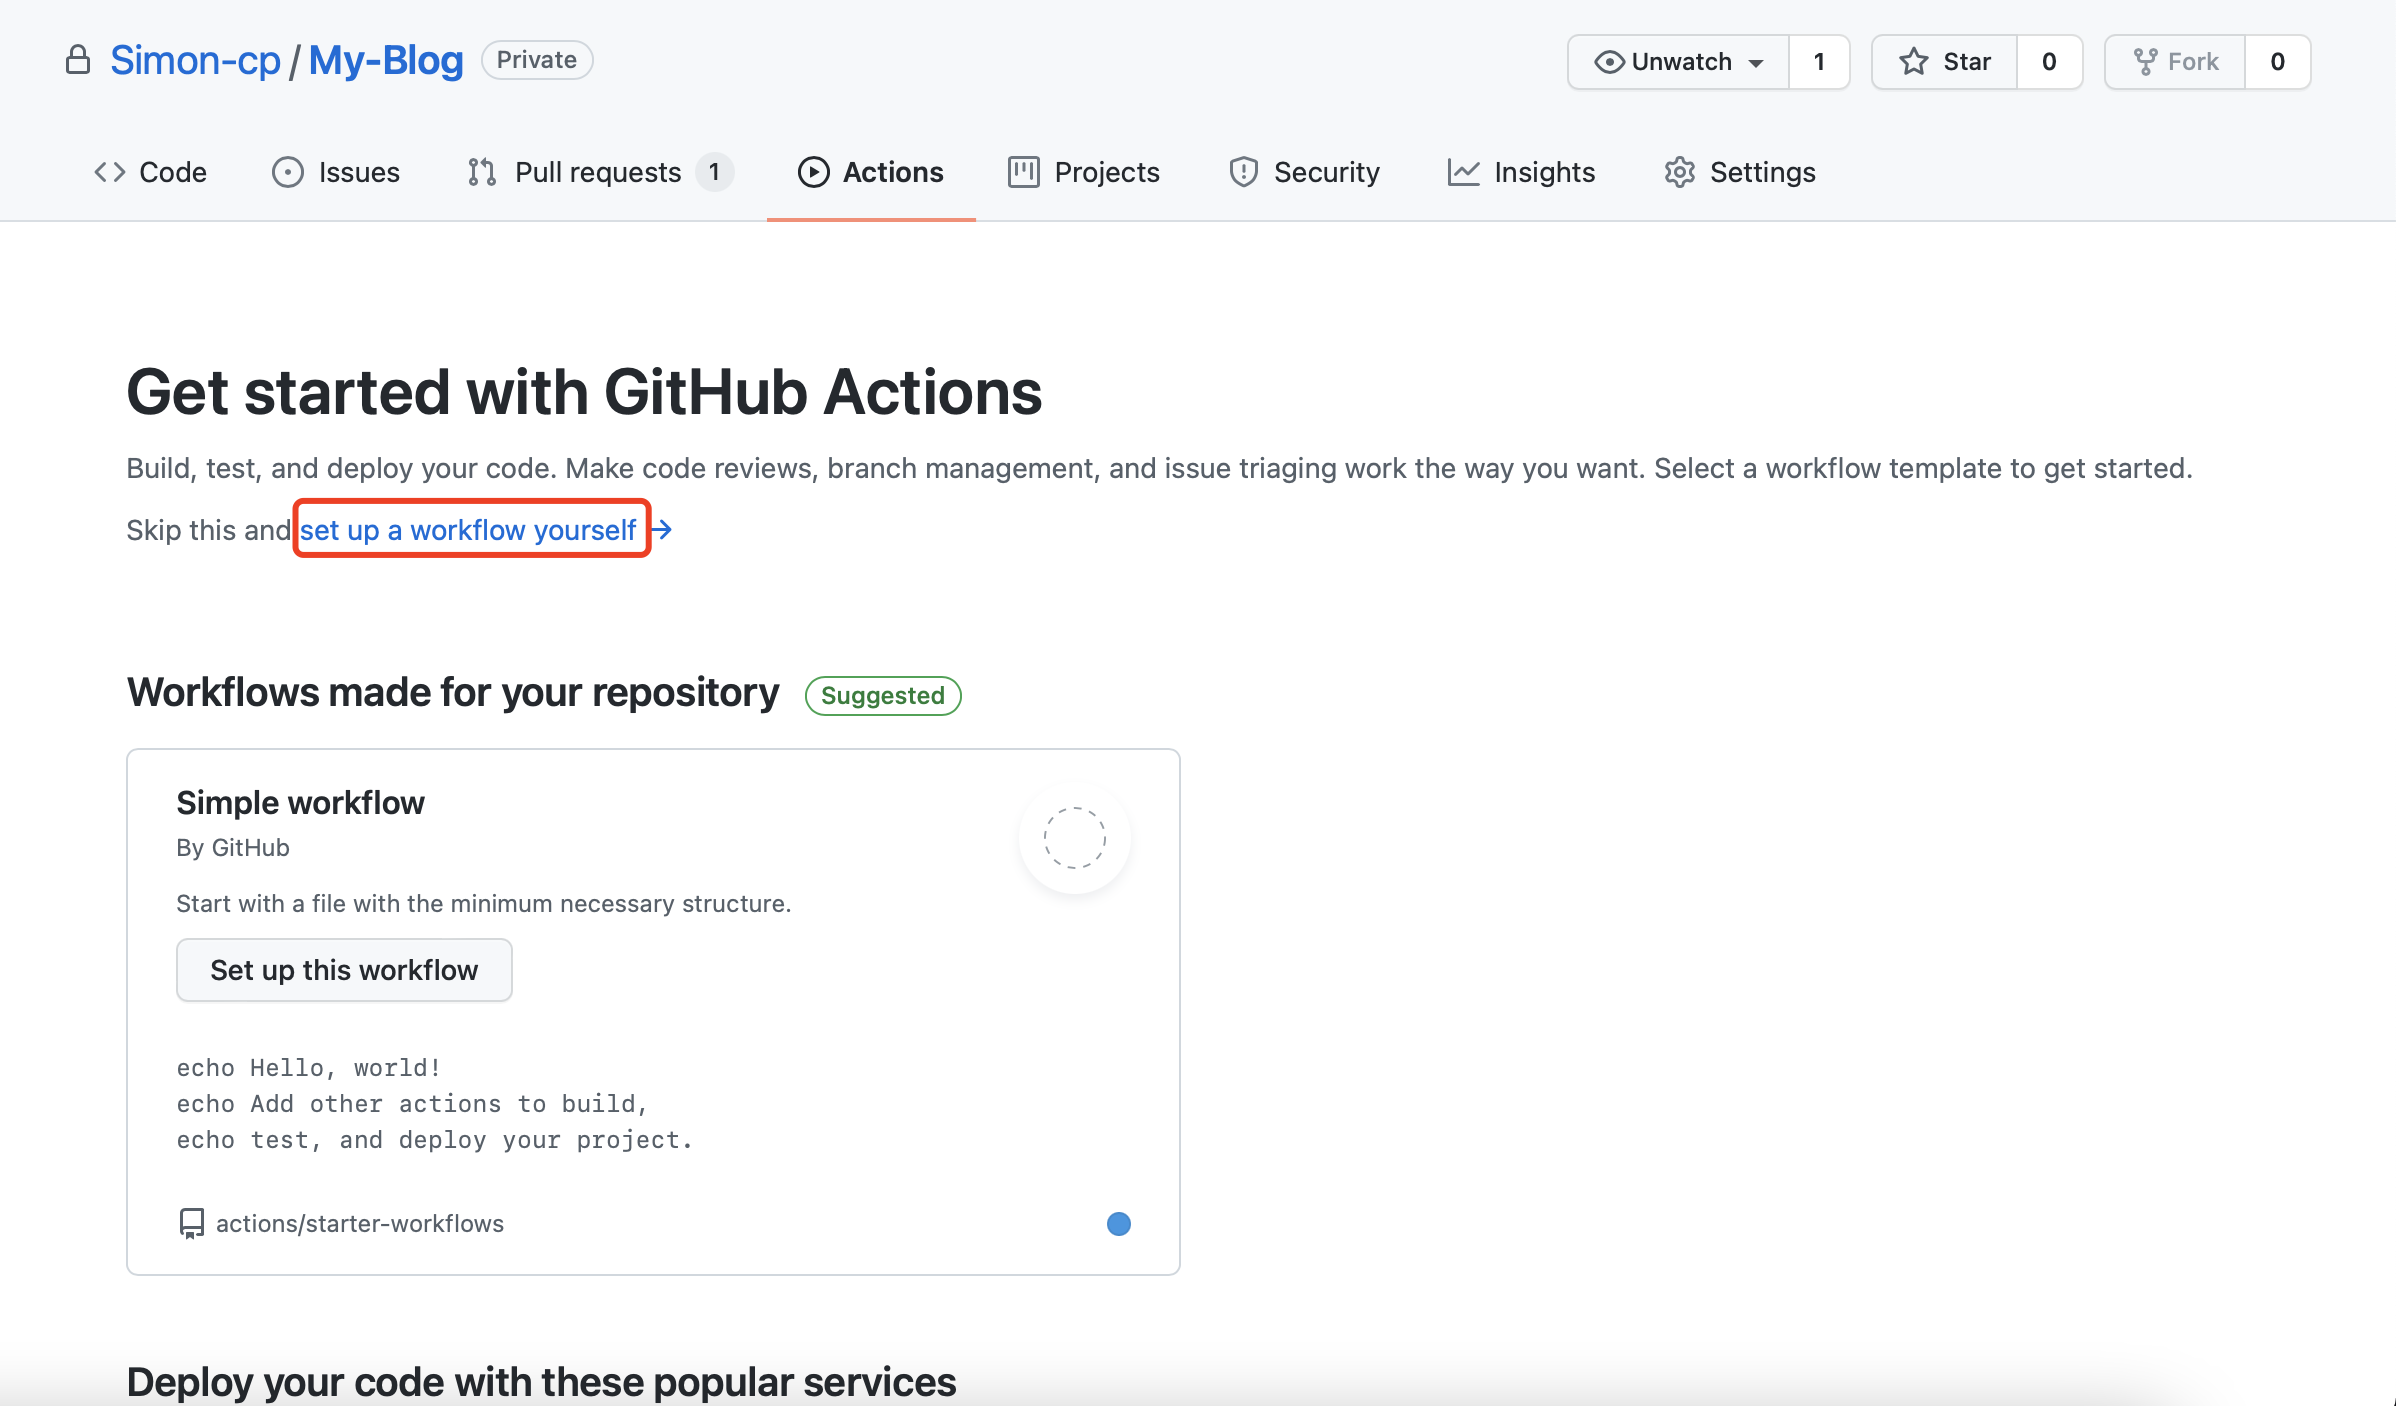 Simon-cp / My-Blog Private Unwatch 1 Star 0 Fork 0
Code Issues Pull requests 1 Actions Projects Security Insights Settings
Get started with GitHub Actions
Build, test, and deploy your code. Make code reviews, branch management, and issue triaging work the way you want. Select a workflow template to get started.
Skip this and set up a workflow yourself →
Workflows made for your repository Suggested
Simple workflow
By GitHub
Start with a file with the minimum necessary structure.
Set up this workflow
echo Hello, world!
echo Add other actions to build,
echo test, and deploy your project.
actions/starter-workflows
Deploy your code with these popular services